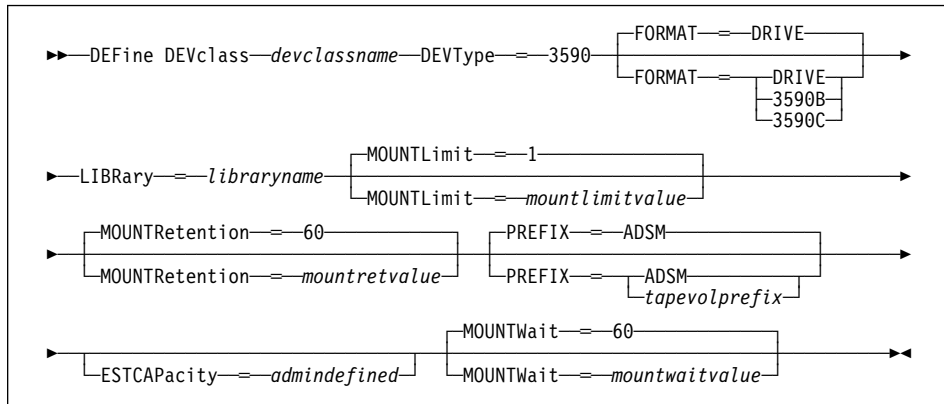 FORMAT = DRIVE
DEFine DEVclass devclassname DEVType = 3590
FORMAT = DRIVE
3590B
3590C
MOUNTLimit = 1
LIBRary = libraryname
MOUNTLimit = mountlimitvalue
MOUNTRetention = 60 PREFIX = ADSM
MOUNTRetention = mountretvalue PREFIX = ADSM
tapevolprefix
MOUNTWait = 60
ESTCAPacity = admindefined MOUNTWait = mountwaitvalue